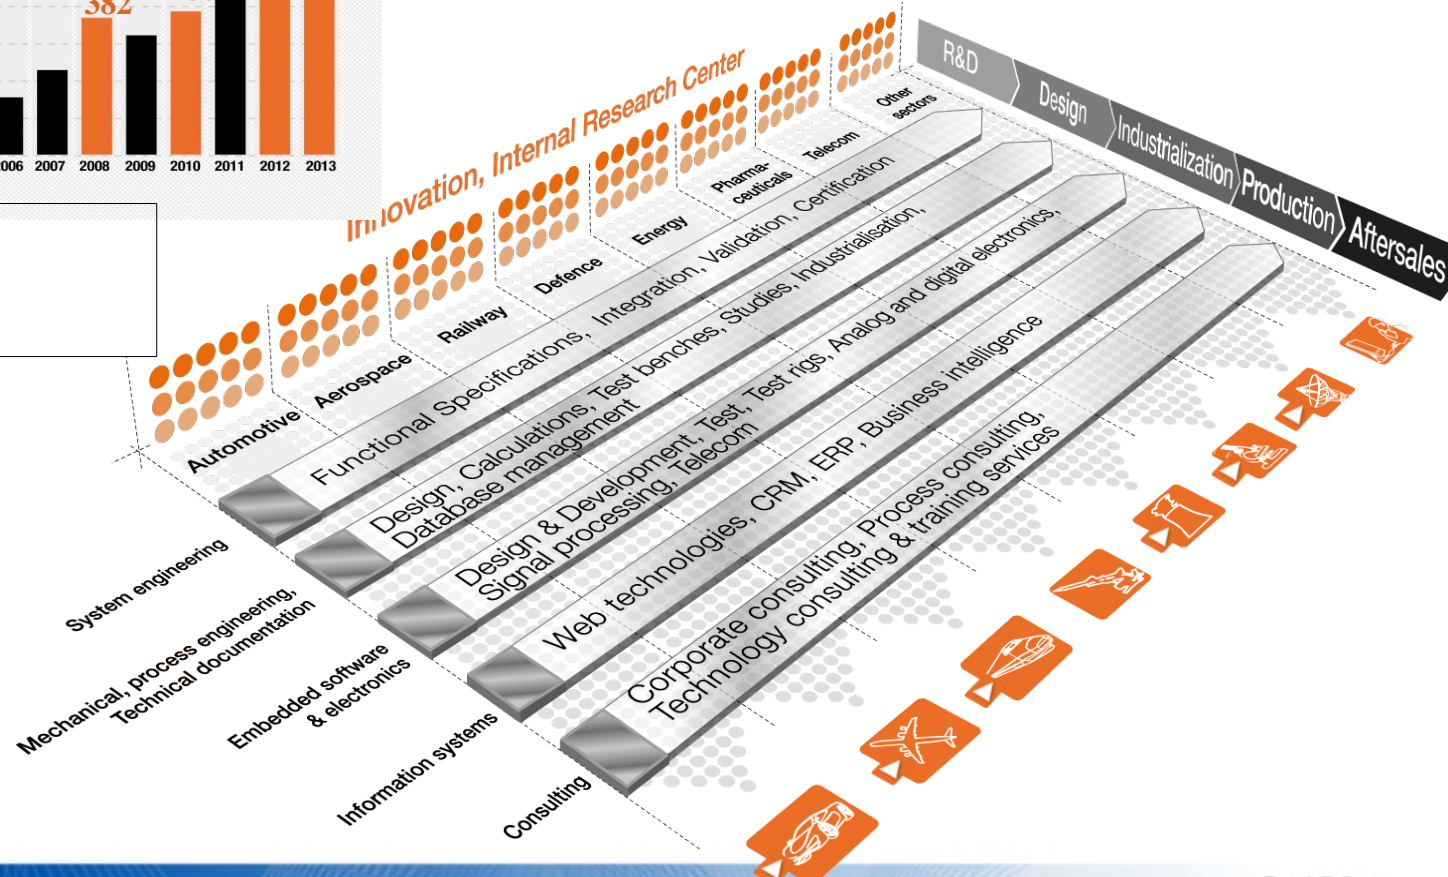 382
2007
2008
2009
2010
2011
2012
2013
Innovation, Internal Research Center
R&D
Design
Industrialization
Production
Aftersales
Automotive
Aerospace
Railway
Defence
Energy
Pharma-
ceuticals
Telecom
Other
sectors
Functional Specifications, Integration, Validation, Certification
Design, Calculations, Test benches, Studies, Industrialisation,
Database management
Design & Development, Test, Test rigs, Analog and digital electronics,
Signal processing, Telecom
Web technologies, CRM, ERP, Business intelligence
Corporate consulting, Process consulting,
Technology consulting & training services
System engineering
Mechanical, process engineering,
Technical documentation
Embedded software
& electronics
Information systems
Consulting